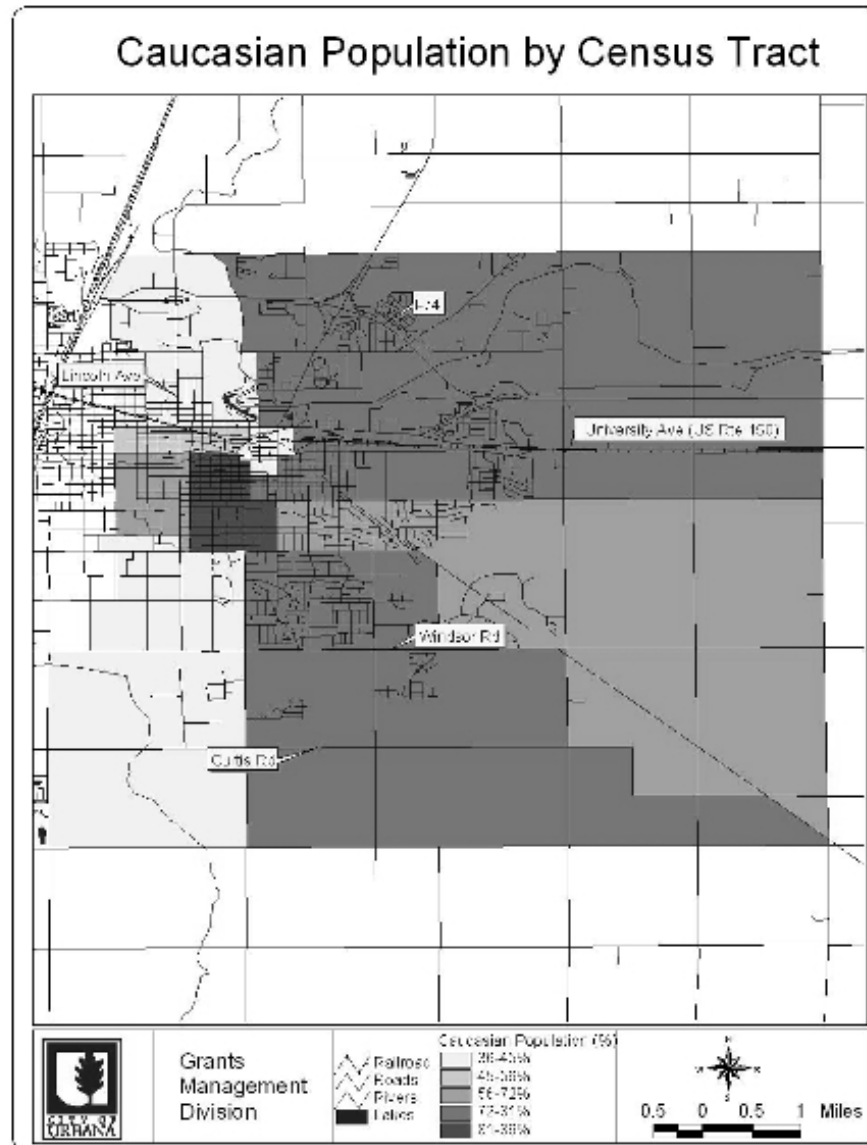 Caucasian Population by Census Tract
I-74
Lincoln Ave
University Ave (US Rte 150)
Windsor Rd
Curtis Rd
CITY OF
URBANA
Grants
Management
Division
Railroad
Roads
Rivers
Lakes
Caucasian Population (%)
N
W E
S
0.5 0 0.5 1 Miles